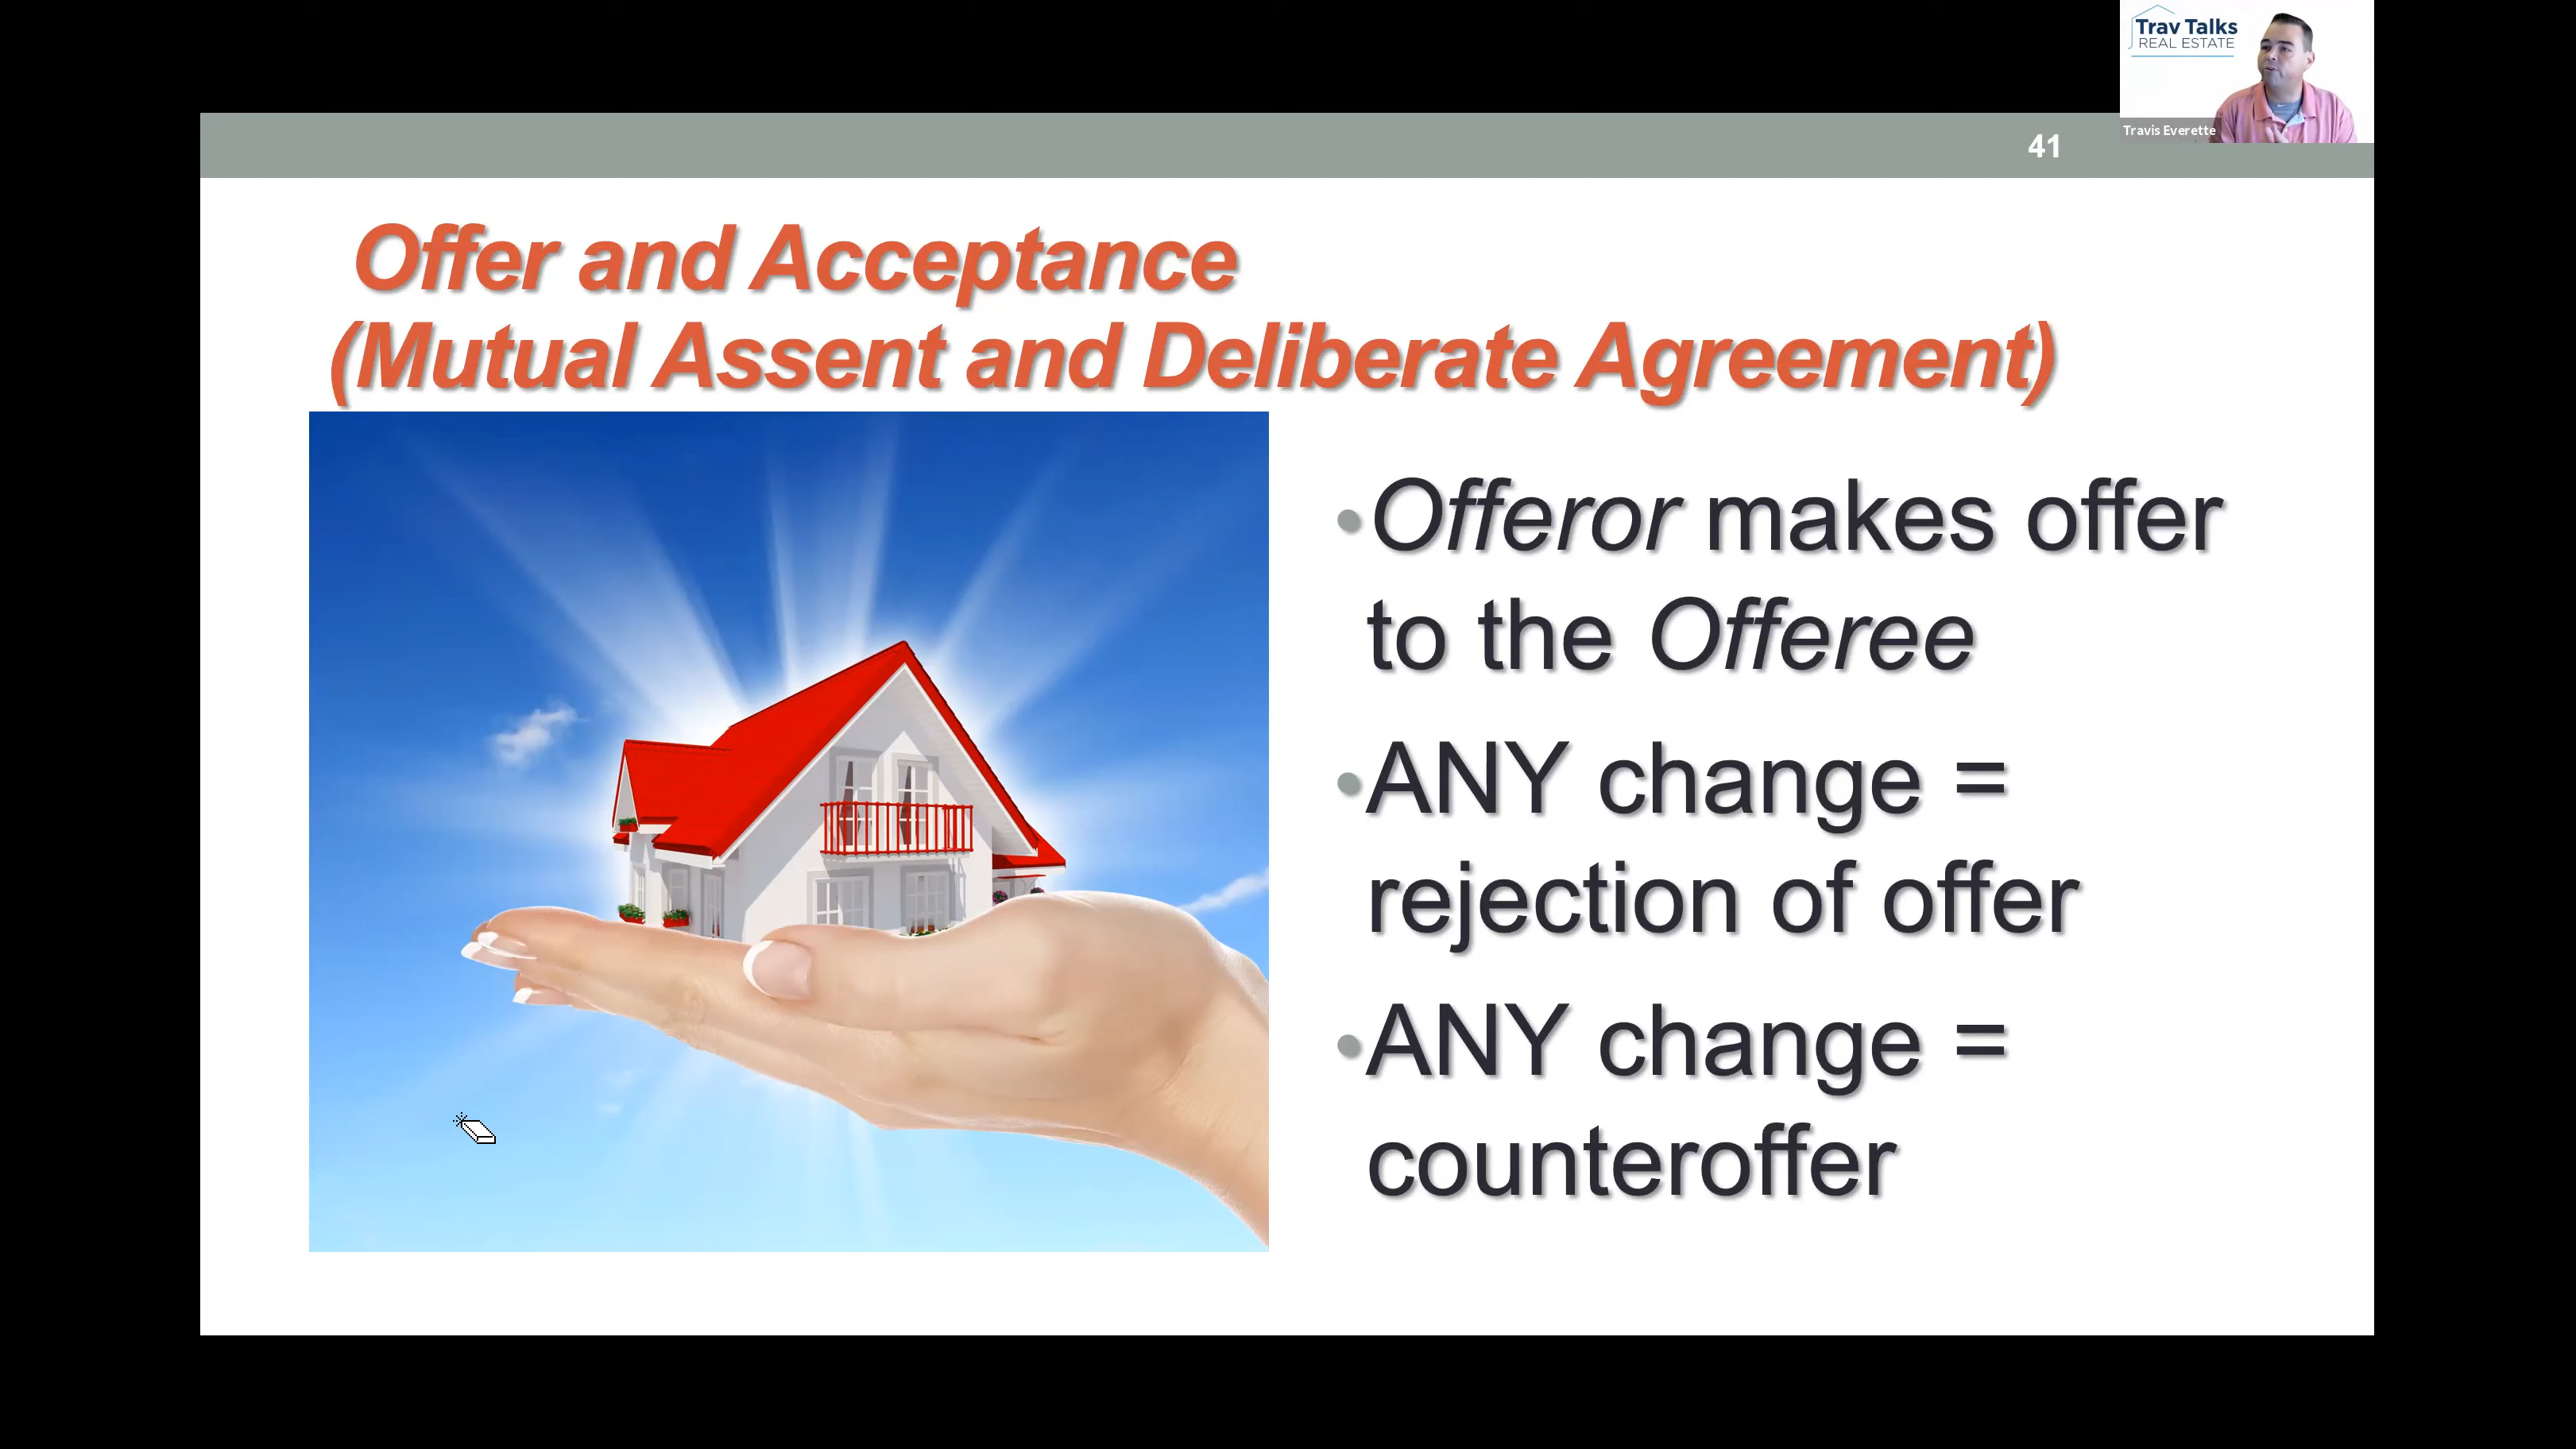 Trav Talks
REAL ESTATE
Travis Everette
41
Offer and Acceptance
(Mutual Assent and Deliberate Agreement)
•Offeror makes offer
to the Offeree
•ANY change =
rejection of offer
•ANY change =
counteroffer